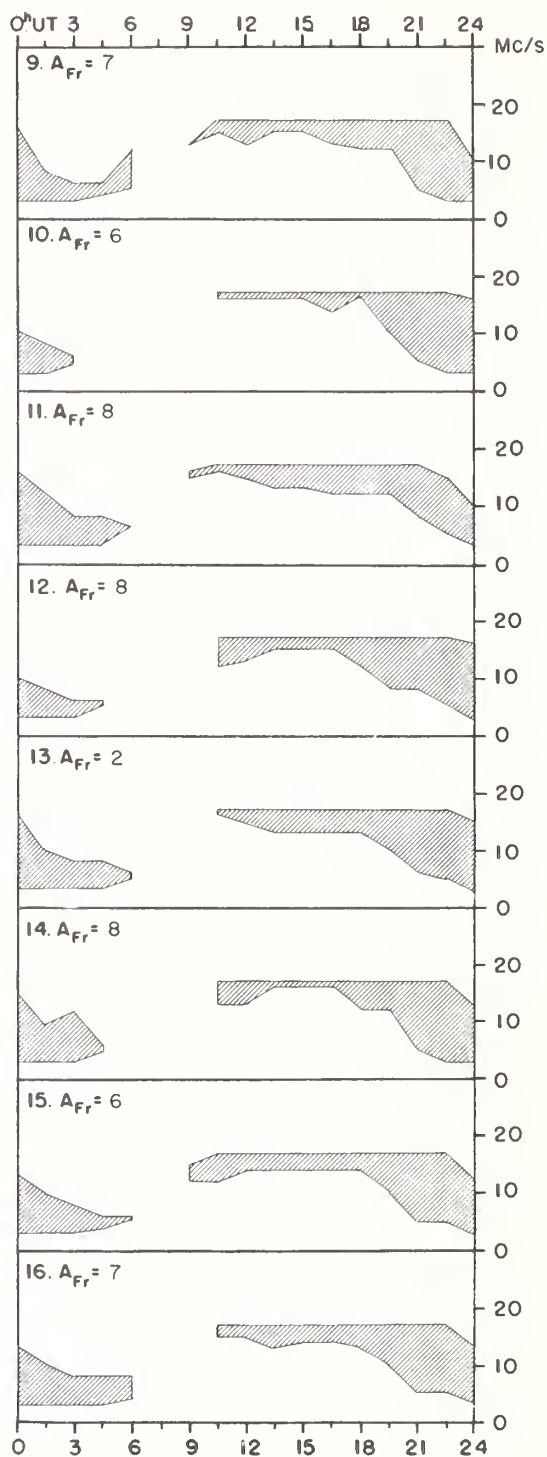 0ʰ UT 3 6 9 12 15 18 21 24
Mc/s
9. A_Fr = 7
20
10
0
10. A_Fr = 6
20
10
0
11. A_Fr = 8
20
10
0
12. A_Fr = 8
20
10
0
13. A_Fr = 2
20
10
0
14. A_Fr = 8
20
10
0
15. A_Fr = 6
20
10
0
16. A_Fr = 7
20
10
0
0 3 6 9 12 15 18 21 24